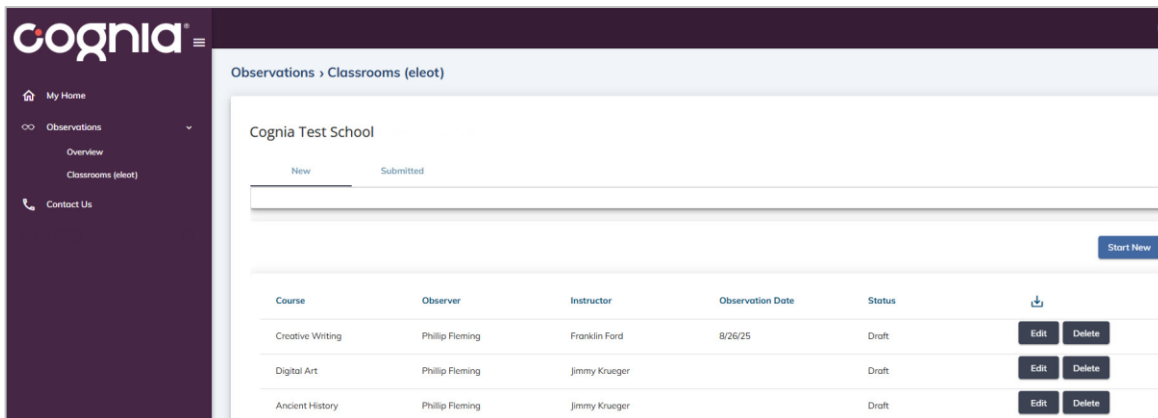 cognia®
Observations › Classrooms (eleot)
My Home
Observations
Overview
Classrooms (eleot)
Contact Us
Cognia Test School
New Submitted
Start New
Course Observer Instructor Observation Date Status
Creative Writing Phillip Fleming Franklin Ford 8/26/25 Draft Edit Delete
Digital Art Phillip Fleming Jimmy Krueger Draft Edit Delete
Ancient History Phillip Fleming Jimmy Krueger Draft Edit Delete